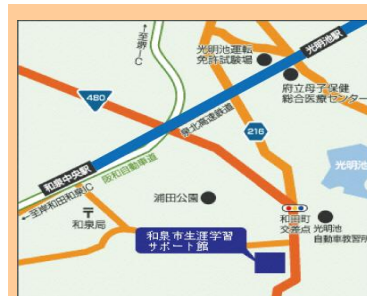 至堺IC
光明池運転
免許試験場
光明池駅
府立母子保健
総合医療センター
480
泉北高速鉄道
216
和泉中央駅
阪和自動車道
光明池
至岸和田和泉IC
和泉局
浦田公園
和田町
交差点
光明池
自動車教習所
和泉市生涯学習
サポート館